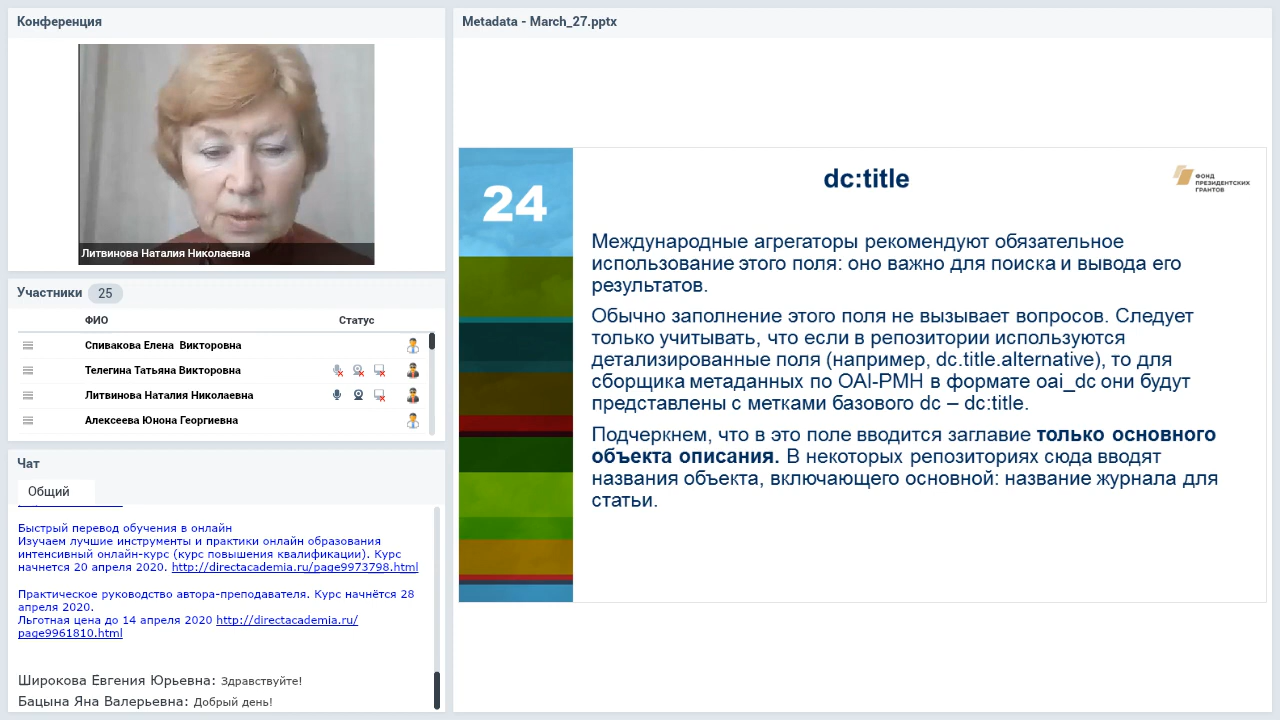 Конференция
Литвинова Наталия Николаевна
Участники 25
ФИО Статус
Спивакова Елена Викторовна
Телегина Татьяна Викторовна
Литвинова Наталия Николаевна
Алексеева Юнона Георгиевна
Чат
Общий
Быстрый перевод обучения в онлайн
Изучаем лучшие инструменты и практики онлайн образования
интенсивный онлайн-курс (курс повышения квалификации). Курс
начнется 20 апреля 2020. http://directacademia.ru/page9973798.html
Практическое руководство автора-преподавателя. Курс начнётся 28
апреля 2020.
Льготная цена до 14 апреля 2020 http://directacademia.ru/
page9961810.html
Широкова Евгения Юрьевна: Здравствуйте!
Бацына Яна Валерьевна: Добрый день!
Metadata - March_27.pptx
24
dc:title
ФОНД
ПРЕЗИДЕНТСКИХ
ГРАНТОВ
Международные агрегаторы рекомендуют обязательное
использование этого поля: оно важно для поиска и вывода его
результатов.
Обычно заполнение этого поля не вызывает вопросов. Следует
только учитывать, что если в репозитории используются
детализированные поля (например, dc.title.alternative), то для
сборщика метаданных по OAI-PMH в формате oai_dc они будут
представлены с метками базового dc – dc:title.
Подчеркнем, что в это поле вводится заглавие только основного
объекта описания. В некоторых репозиториях сюда вводят
названия объекта, включающего основной: название журнала для
статьи.